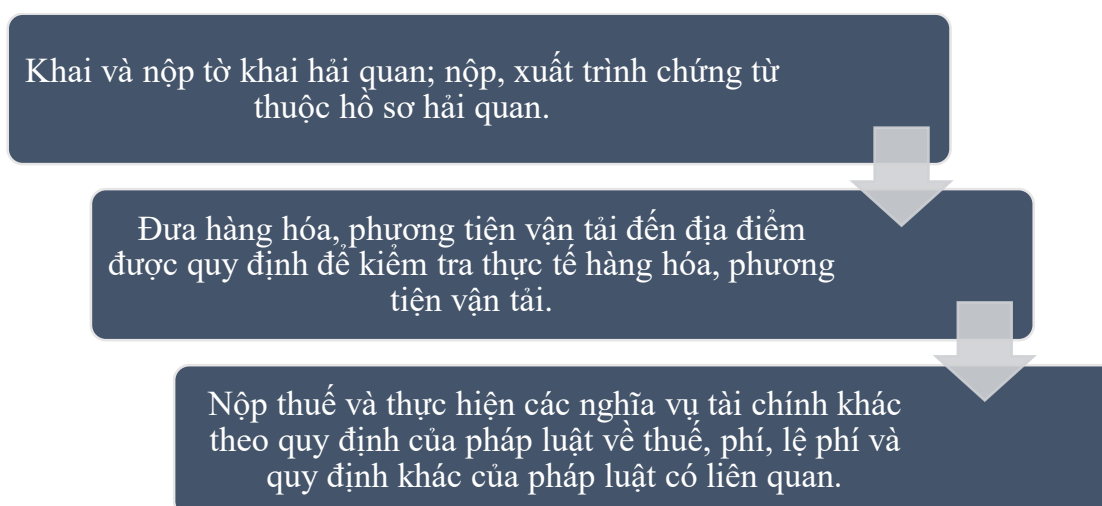 Khai và nộp tờ khai hải quan; nộp, xuất trình chứng từ
thuộc hồ sơ hải quan.
Đưa hàng hóa, phương tiện vận tải đến địa điểm
được quy định để kiểm tra thực tế hàng hóa, phương
tiện vận tải.
Nộp thuế và thực hiện các nghĩa vụ tài chính khác
theo quy định của pháp luật về thuế, phí, lệ phí và
quy định khác của pháp luật có liên quan.